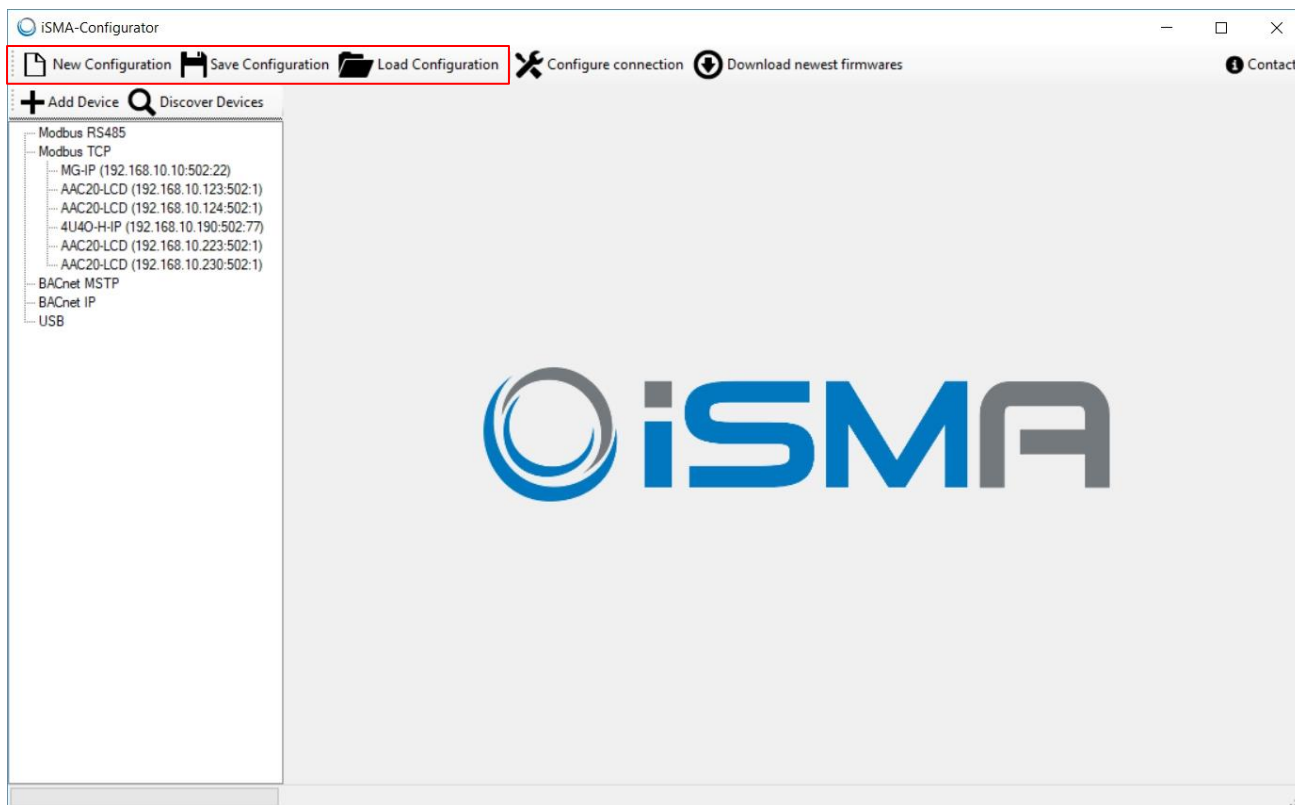 iSMA-Configurator
New Configuration Save Configuration Load Configuration Configure connection Download newest firmwares Contact
Add Device Discover Devices
Modbus RS485
Modbus TCP
MG-IP (192.168.10.10:502:22)
AAC20-LCD (192.168.10.123:502:1)
AAC20-LCD (192.168.10.124:502:1)
4U4O-H-IP (192.168.10.190:502:77)
AAC20-LCD (192.168.10.223:502:1)
AAC20-LCD (192.168.10.230:502:1)
BACnet MSTP
BACnet IP
USB
iSMA